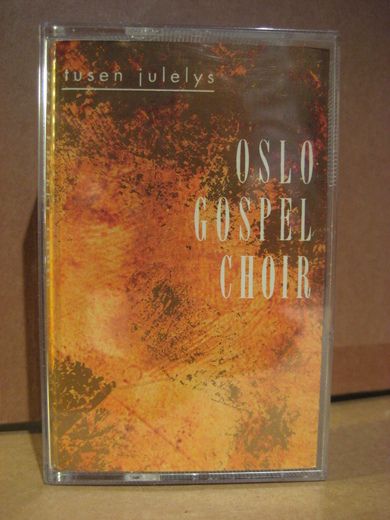 tusen julelys
OSLO
GOSPEL
CHOIR